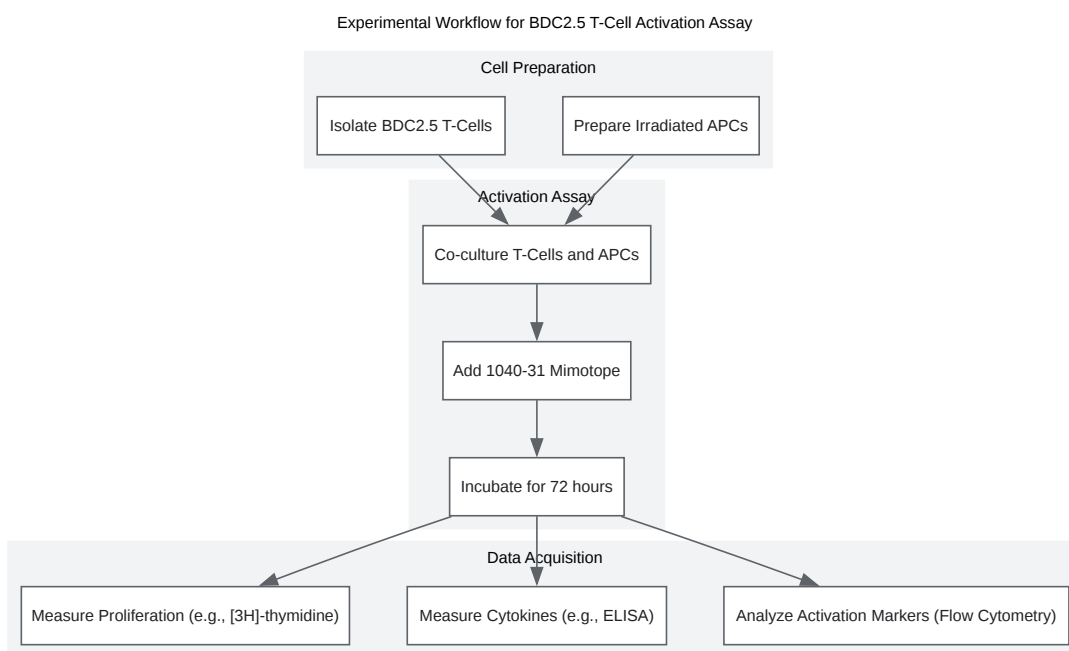 Experimental Workflow for BDC2.5 T-Cell Activation Assay
Cell Preparation
Isolate BDC2.5 T-Cells
Prepare Irradiated APCs
Activation Assay
Co-culture T-Cells and APCs
Add 1040-31 Mimotope
Incubate for 72 hours
Data Acquisition
Measure Proliferation (e.g., [3H]-thymidine)
Measure Cytokines (e.g., ELISA)
Analyze Activation Markers (Flow Cytometry)